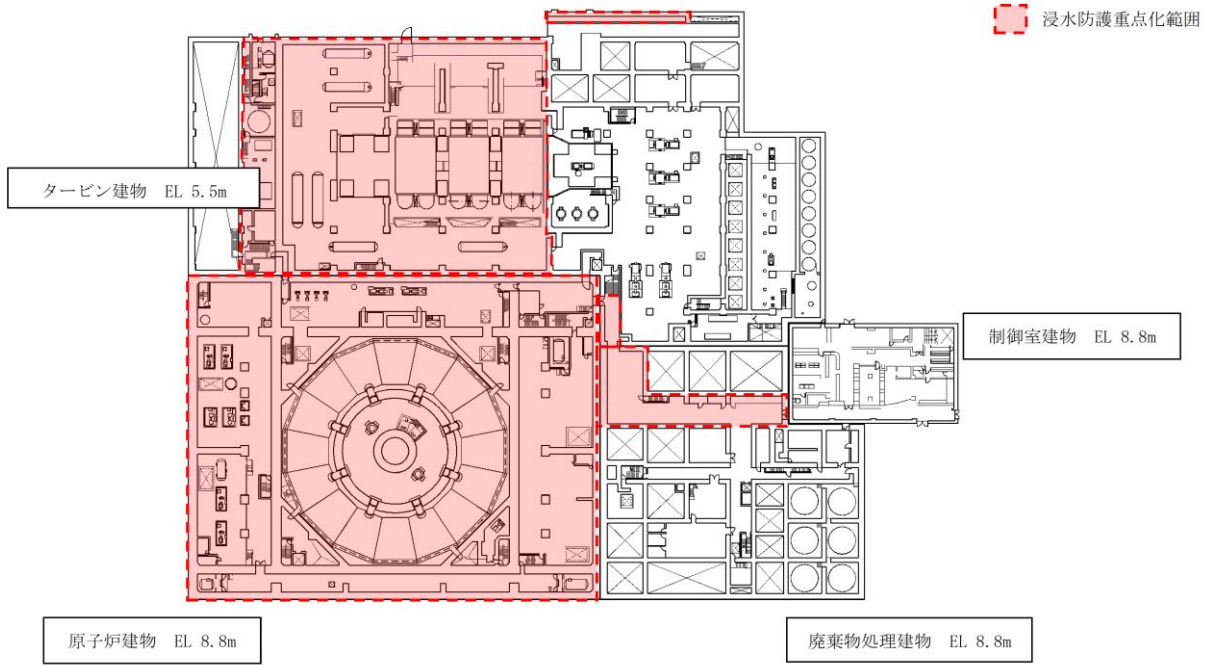 浸水防護重点化範囲
タービン建物 EL 5.5m
制御室建物 EL 8.8m
原子炉建物 EL 8.8m
廃棄物処理建物 EL 8.8m